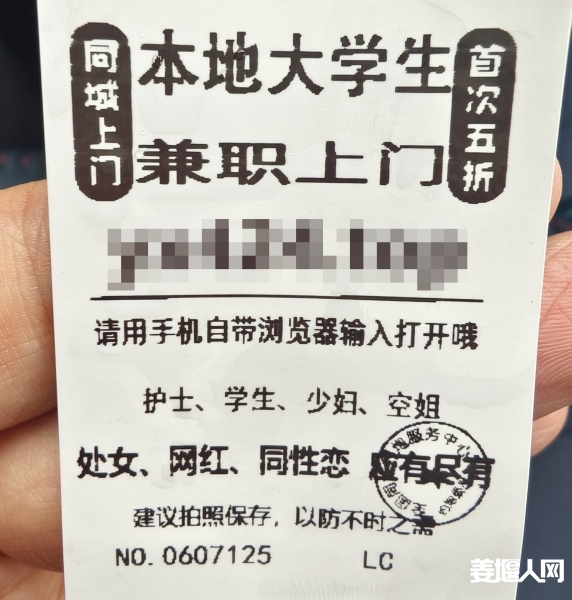 同城上门
本地大学生
首次五折
兼职上门
请用手机自带浏览器输入打开哦
护士、学生、少妇、空姐
处女、网红、同性恋 应有尽有
建议拍照保存，以防不时之需
NO.0607125 LC
姜堰人网